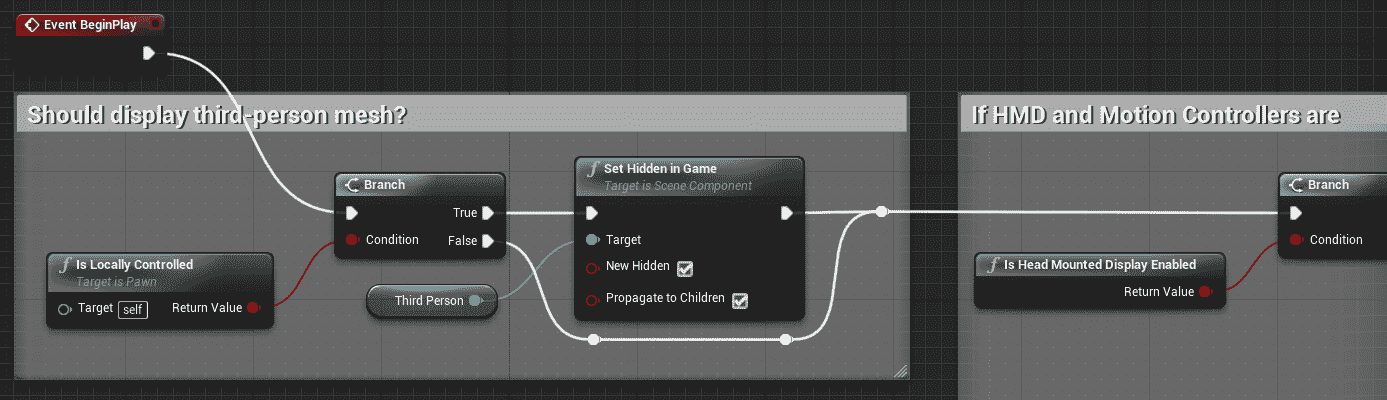 Event BeginPlay
Should display third-person mesh?
If HMD and Motion Controllers are
Set Hidden in Game
Target is Scene Component
Branch
True
Condition
False
Target
New Hidden
Propagate to Children
Is Locally Controlled
Target is Pawn
Target self
Return Value
Third Person
Branch
Condition
Is Head Mounted Display Enabled
Return Value